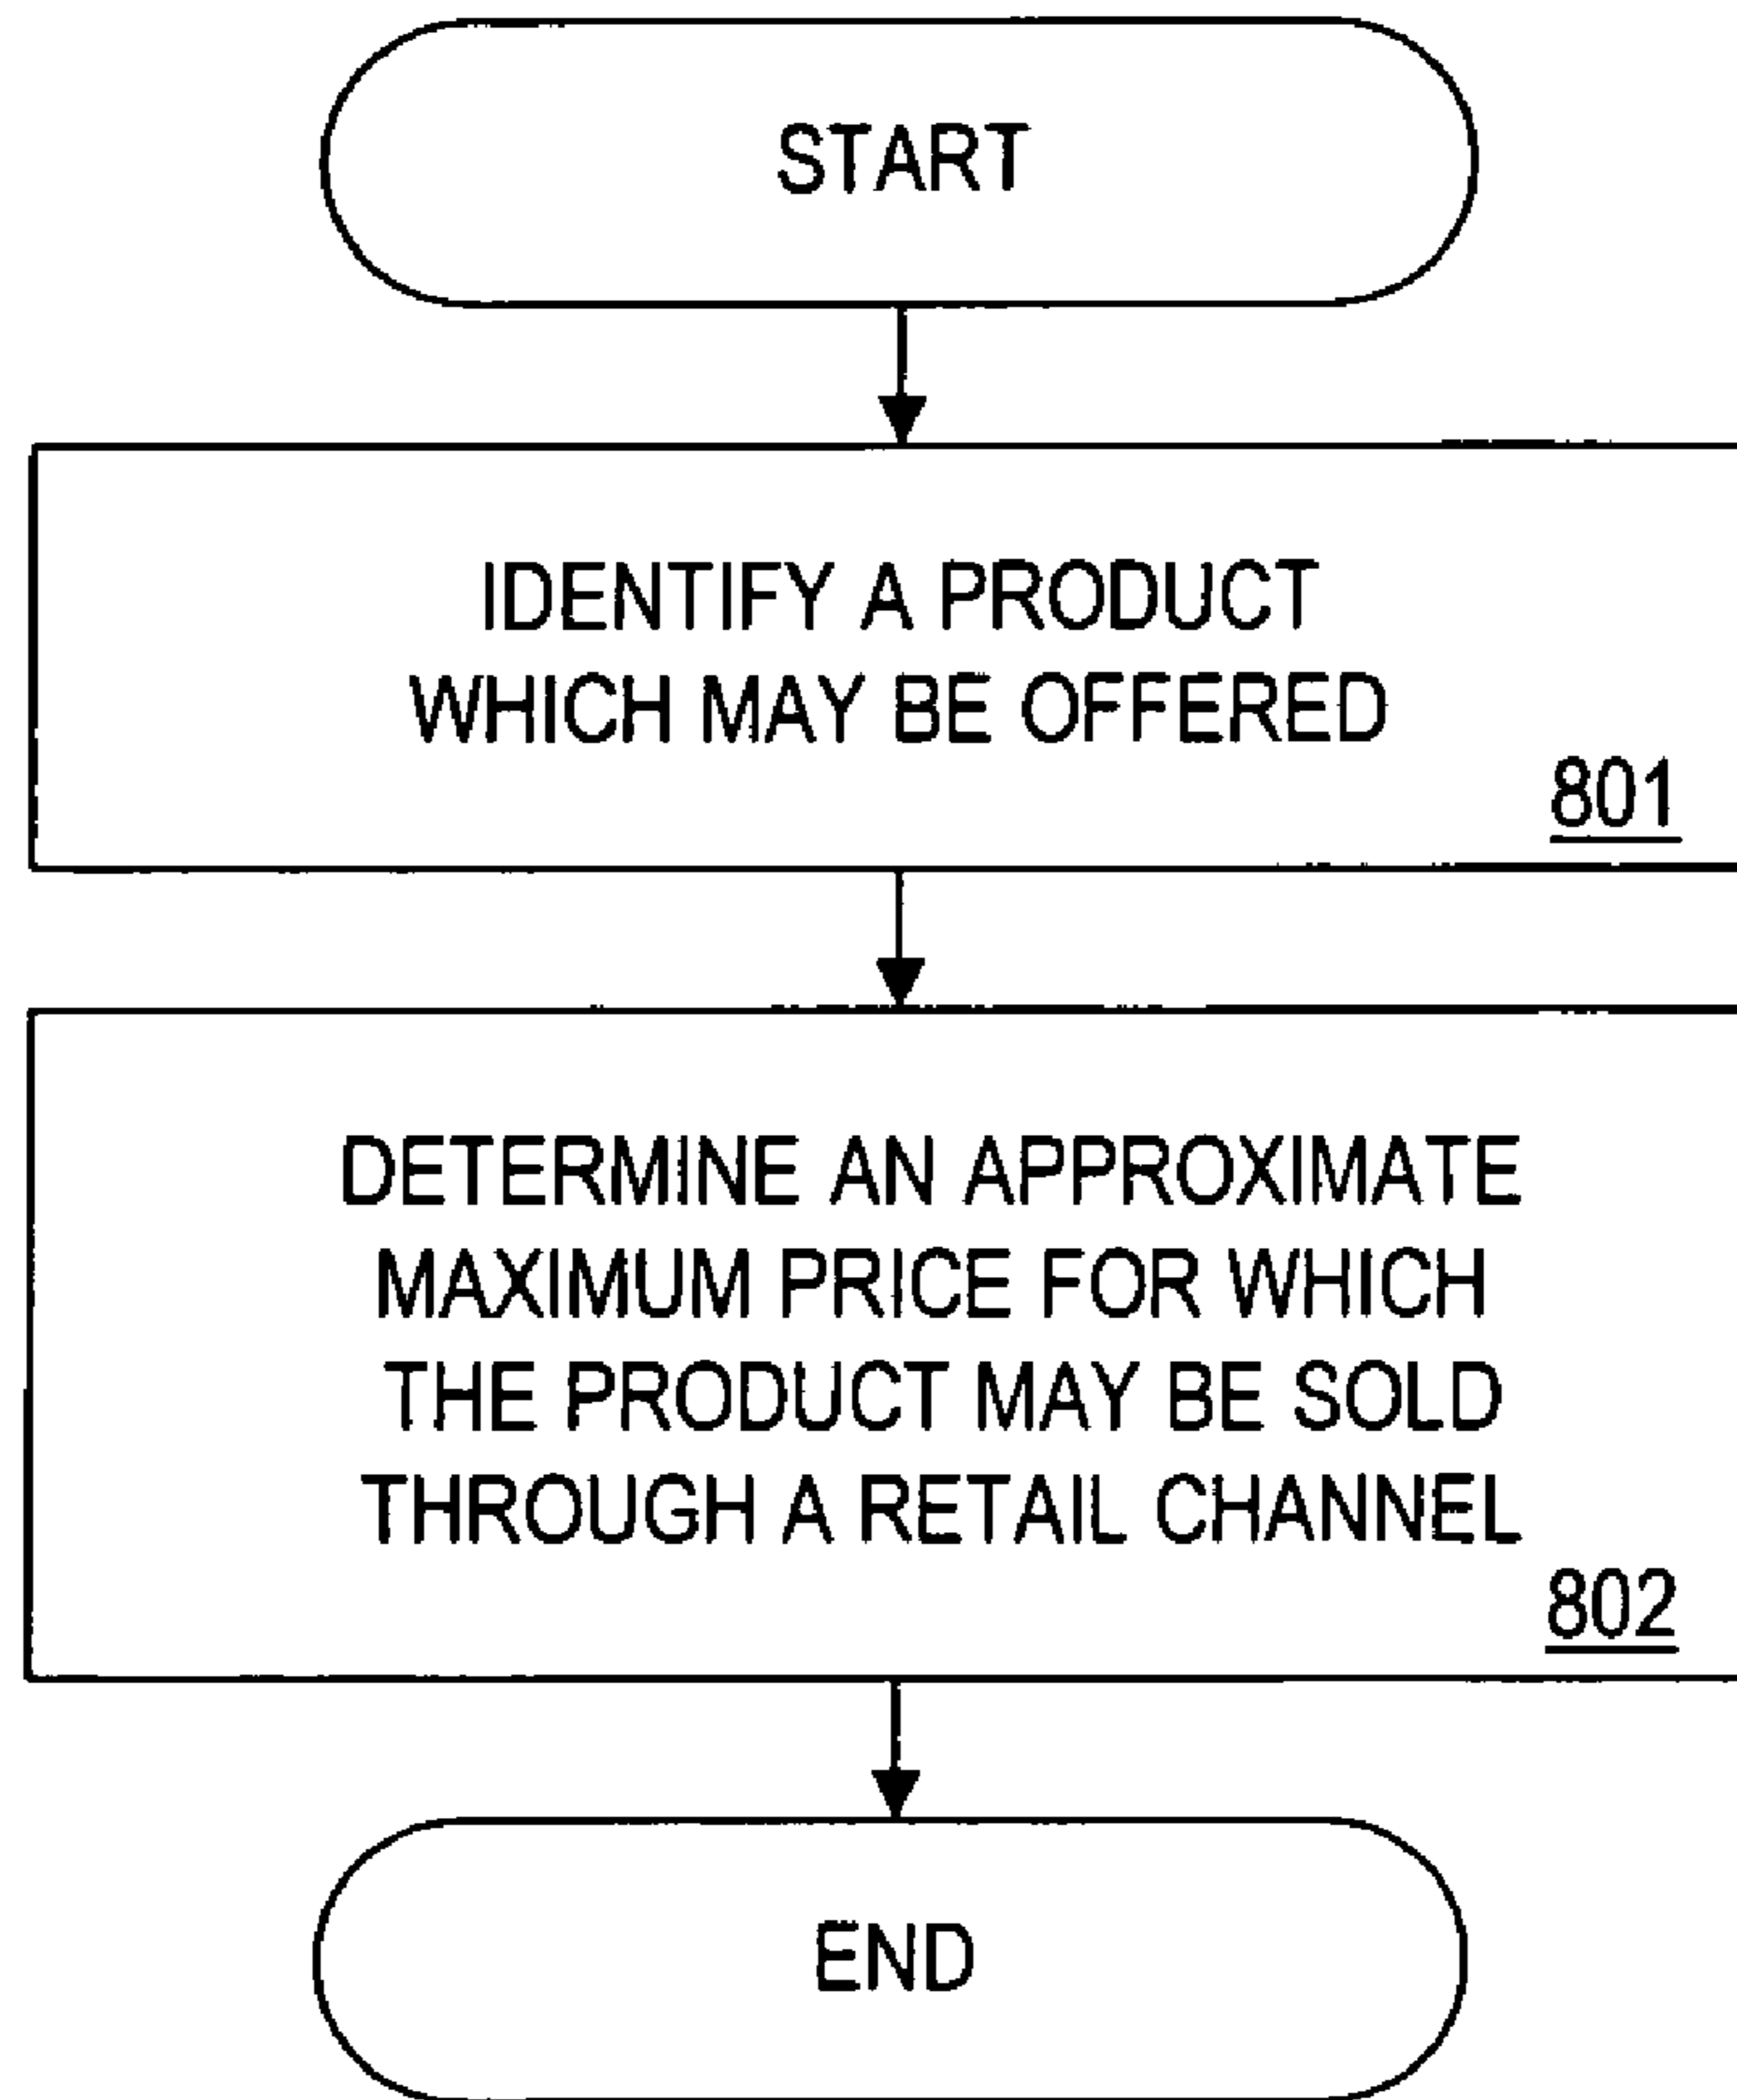 START
IDENTIFY A PRODUCT
WHICH MAY BE OFFERED
801
DETERMINE AN APPROXIMATE
MAXIMUM PRICE FOR WHICH
THE PRODUCT MAY BE SOLD
THROUGH A RETAIL CHANNEL
802
END